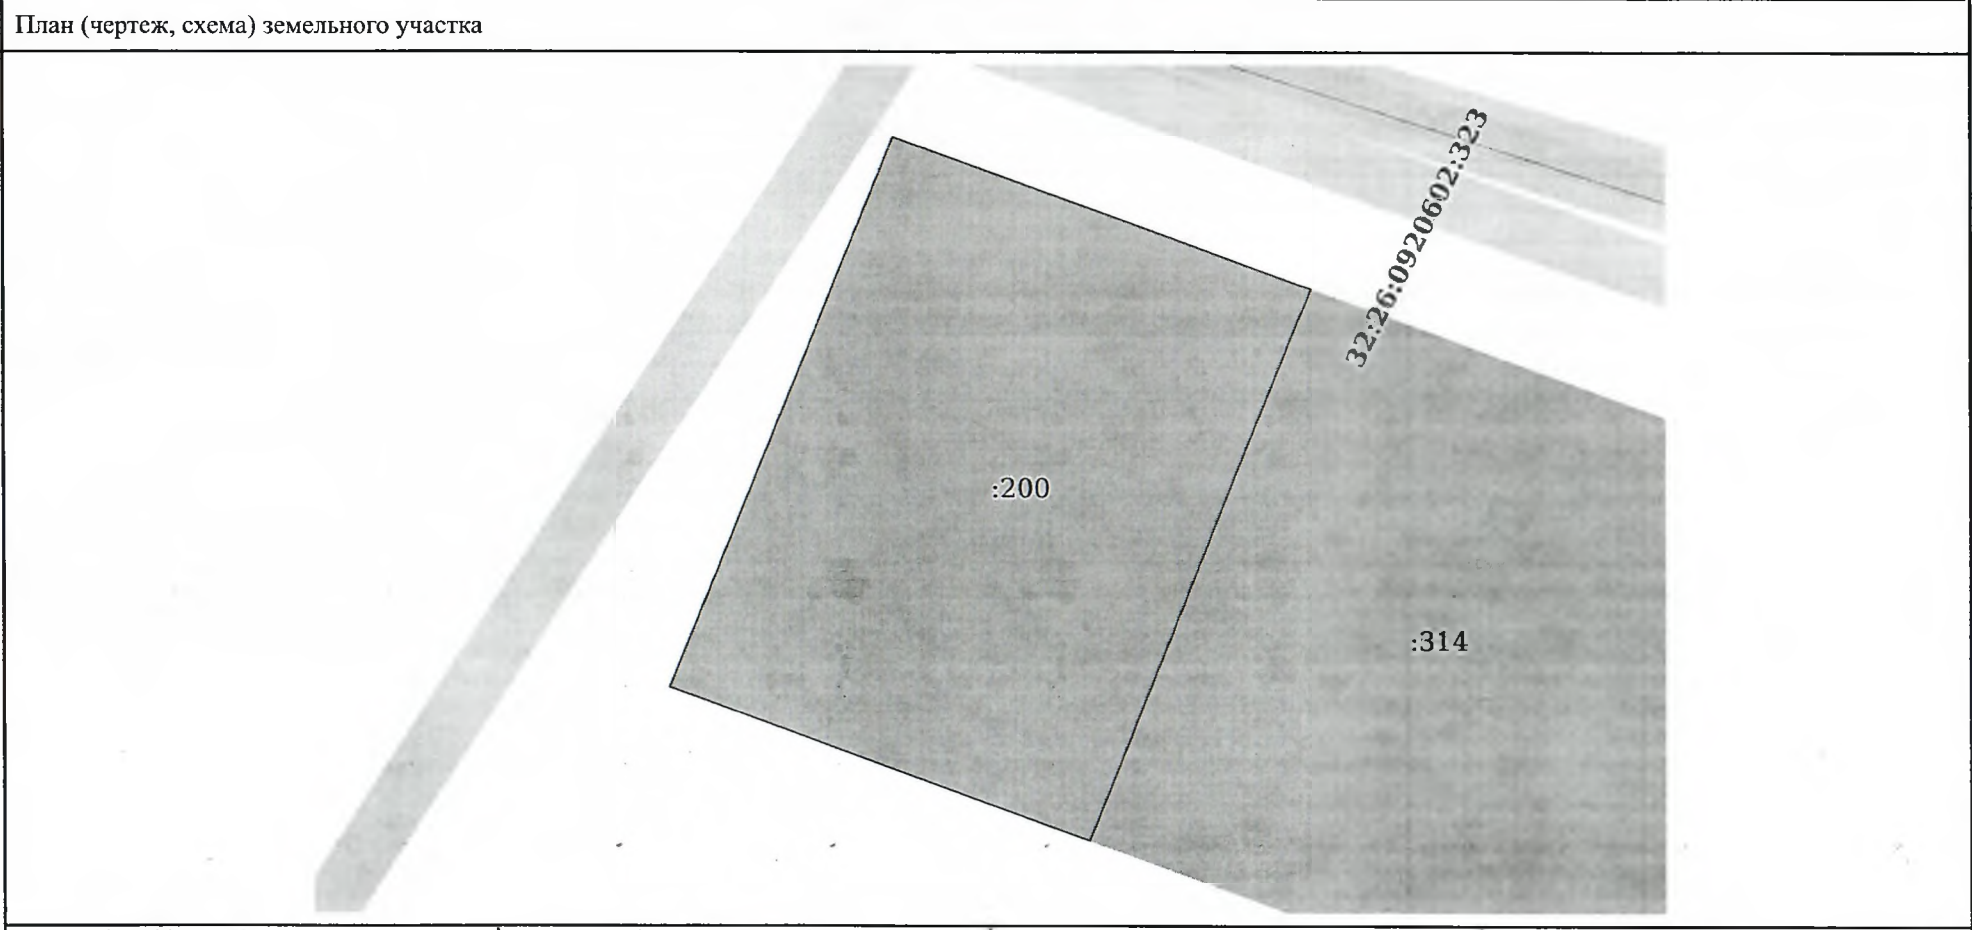 План (чертеж, схема) земельного участка
32:26:0920602:323
:200
:314